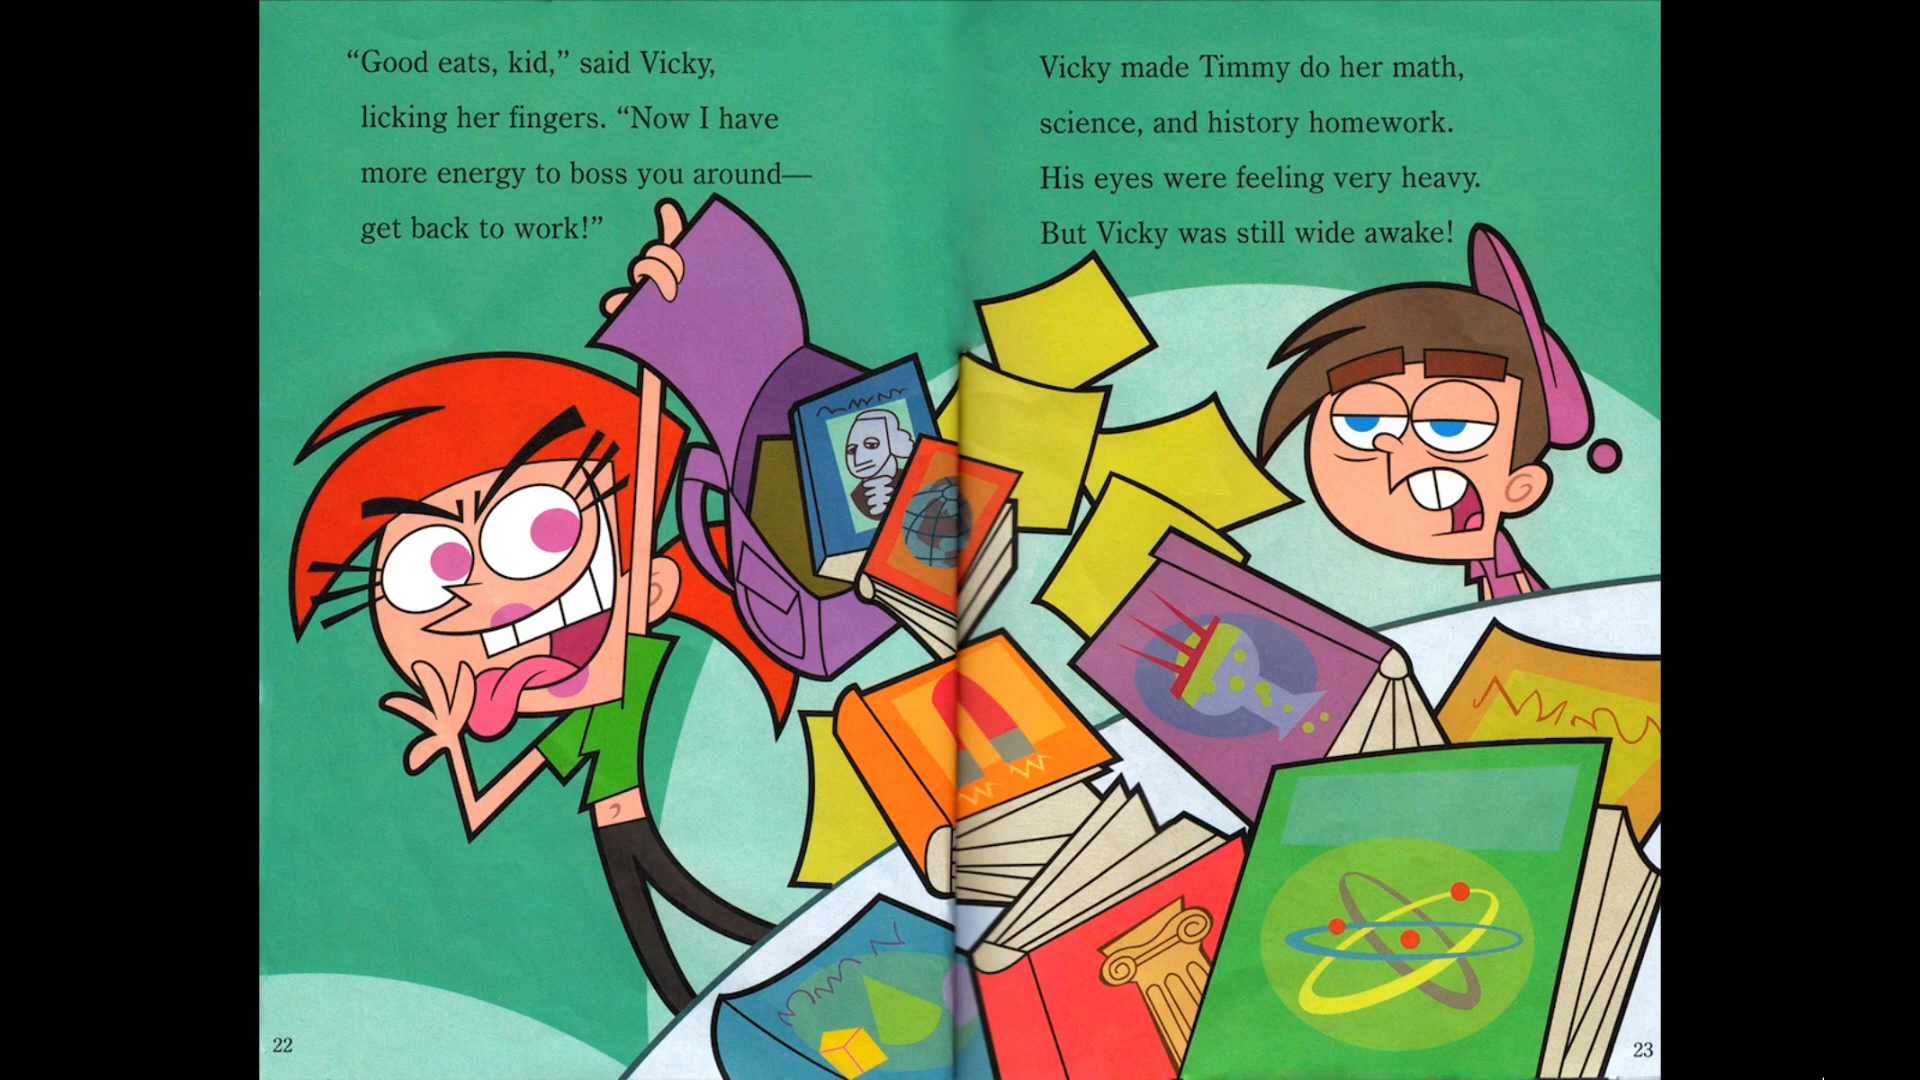 “Good eats, kid,” said Vicky,
licking her fingers. “Now I have
more energy to boss you around—
get back to work!”
22
Vicky made Timmy do her math,
science, and history homework.
His eyes were feeling very heavy.
But Vicky was still wide awake!
23